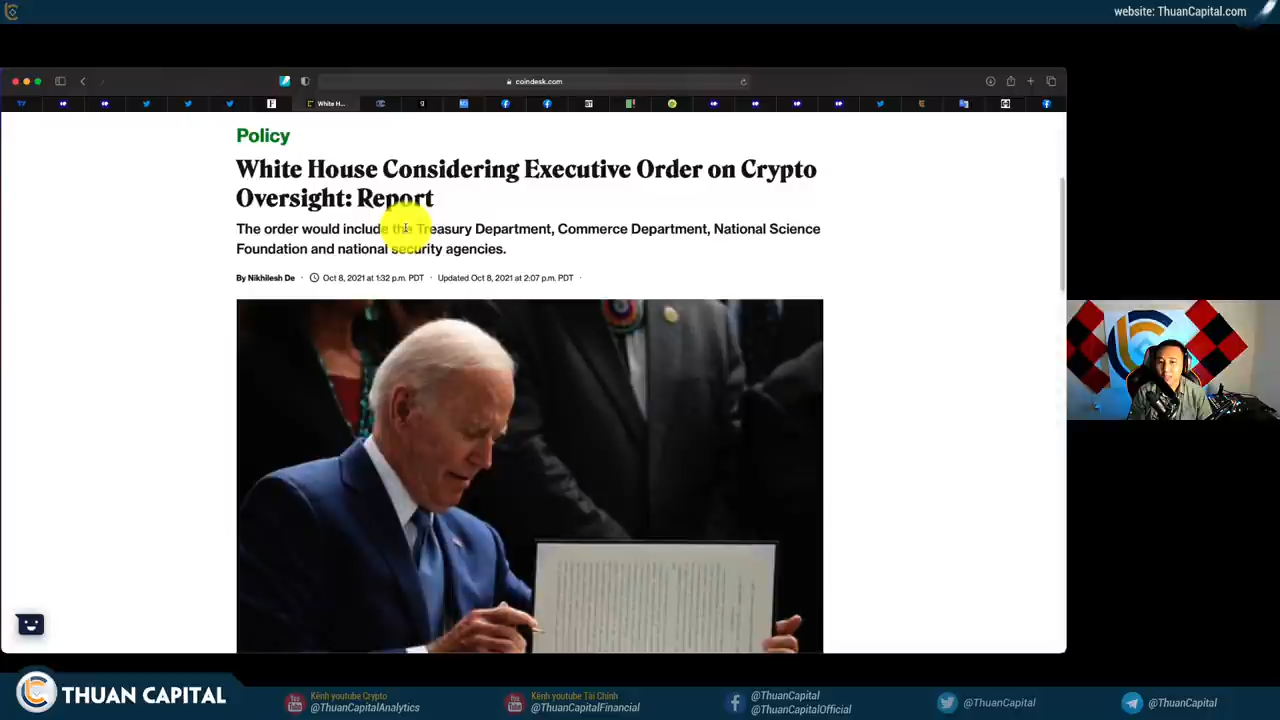 website: ThuanCapital.com
coindesk.com
White H...
Policy
White House Considering Executive Order on Crypto
Oversight: Report
The order would include the Treasury Department, Commerce Department, National Science
Foundation and national security agencies.
By Nikhilesh De · Oct 8, 2021 at 1:32 p.m. PDT · Updated Oct 8, 2021 at 2:07 p.m. PDT ·
THUAN CAPITAL
Kênh youtube Crypto
@ThuanCapitalAnalytics
Kênh youtube Tài Chính
@ThuanCapitalFinancial
@ThuanCapital
@ThuanCapitalOfficial
@ThuanCapital
@ThuanCapital